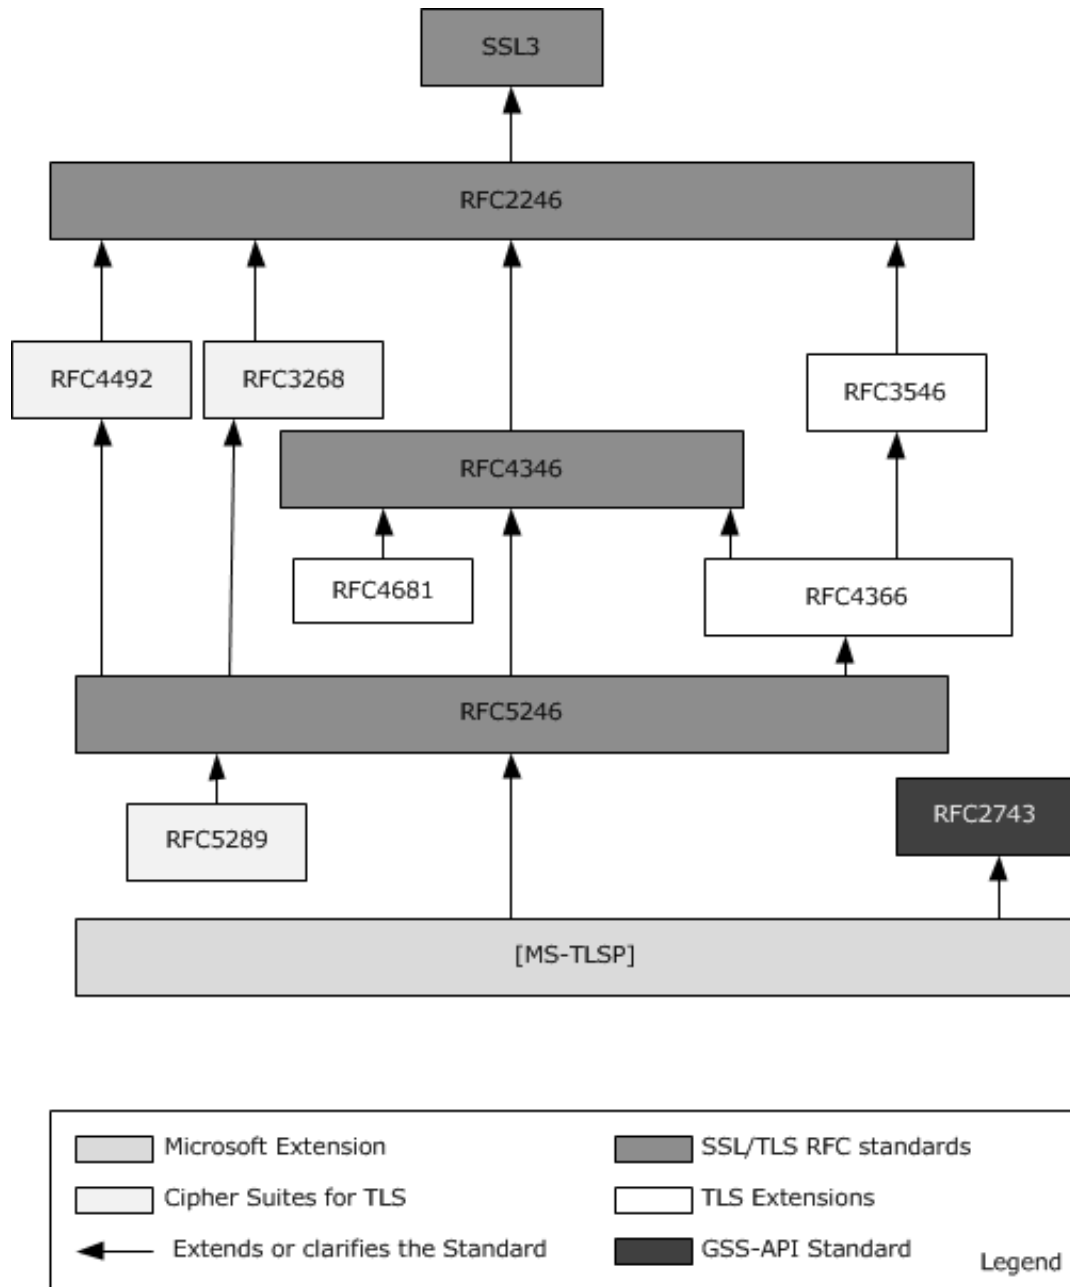 SSL3
RFC2246
RFC4492
RFC3268
RFC3546
RFC4346
RFC4681
RFC4366
RFC5246
RFC2743
RFC5289
[MS-TLSP]
Microsoft Extension
SSL/TLS RFC standards
Cipher Suites for TLS
TLS Extensions
Extends or clarifies the Standard
GSS-API Standard
Legend